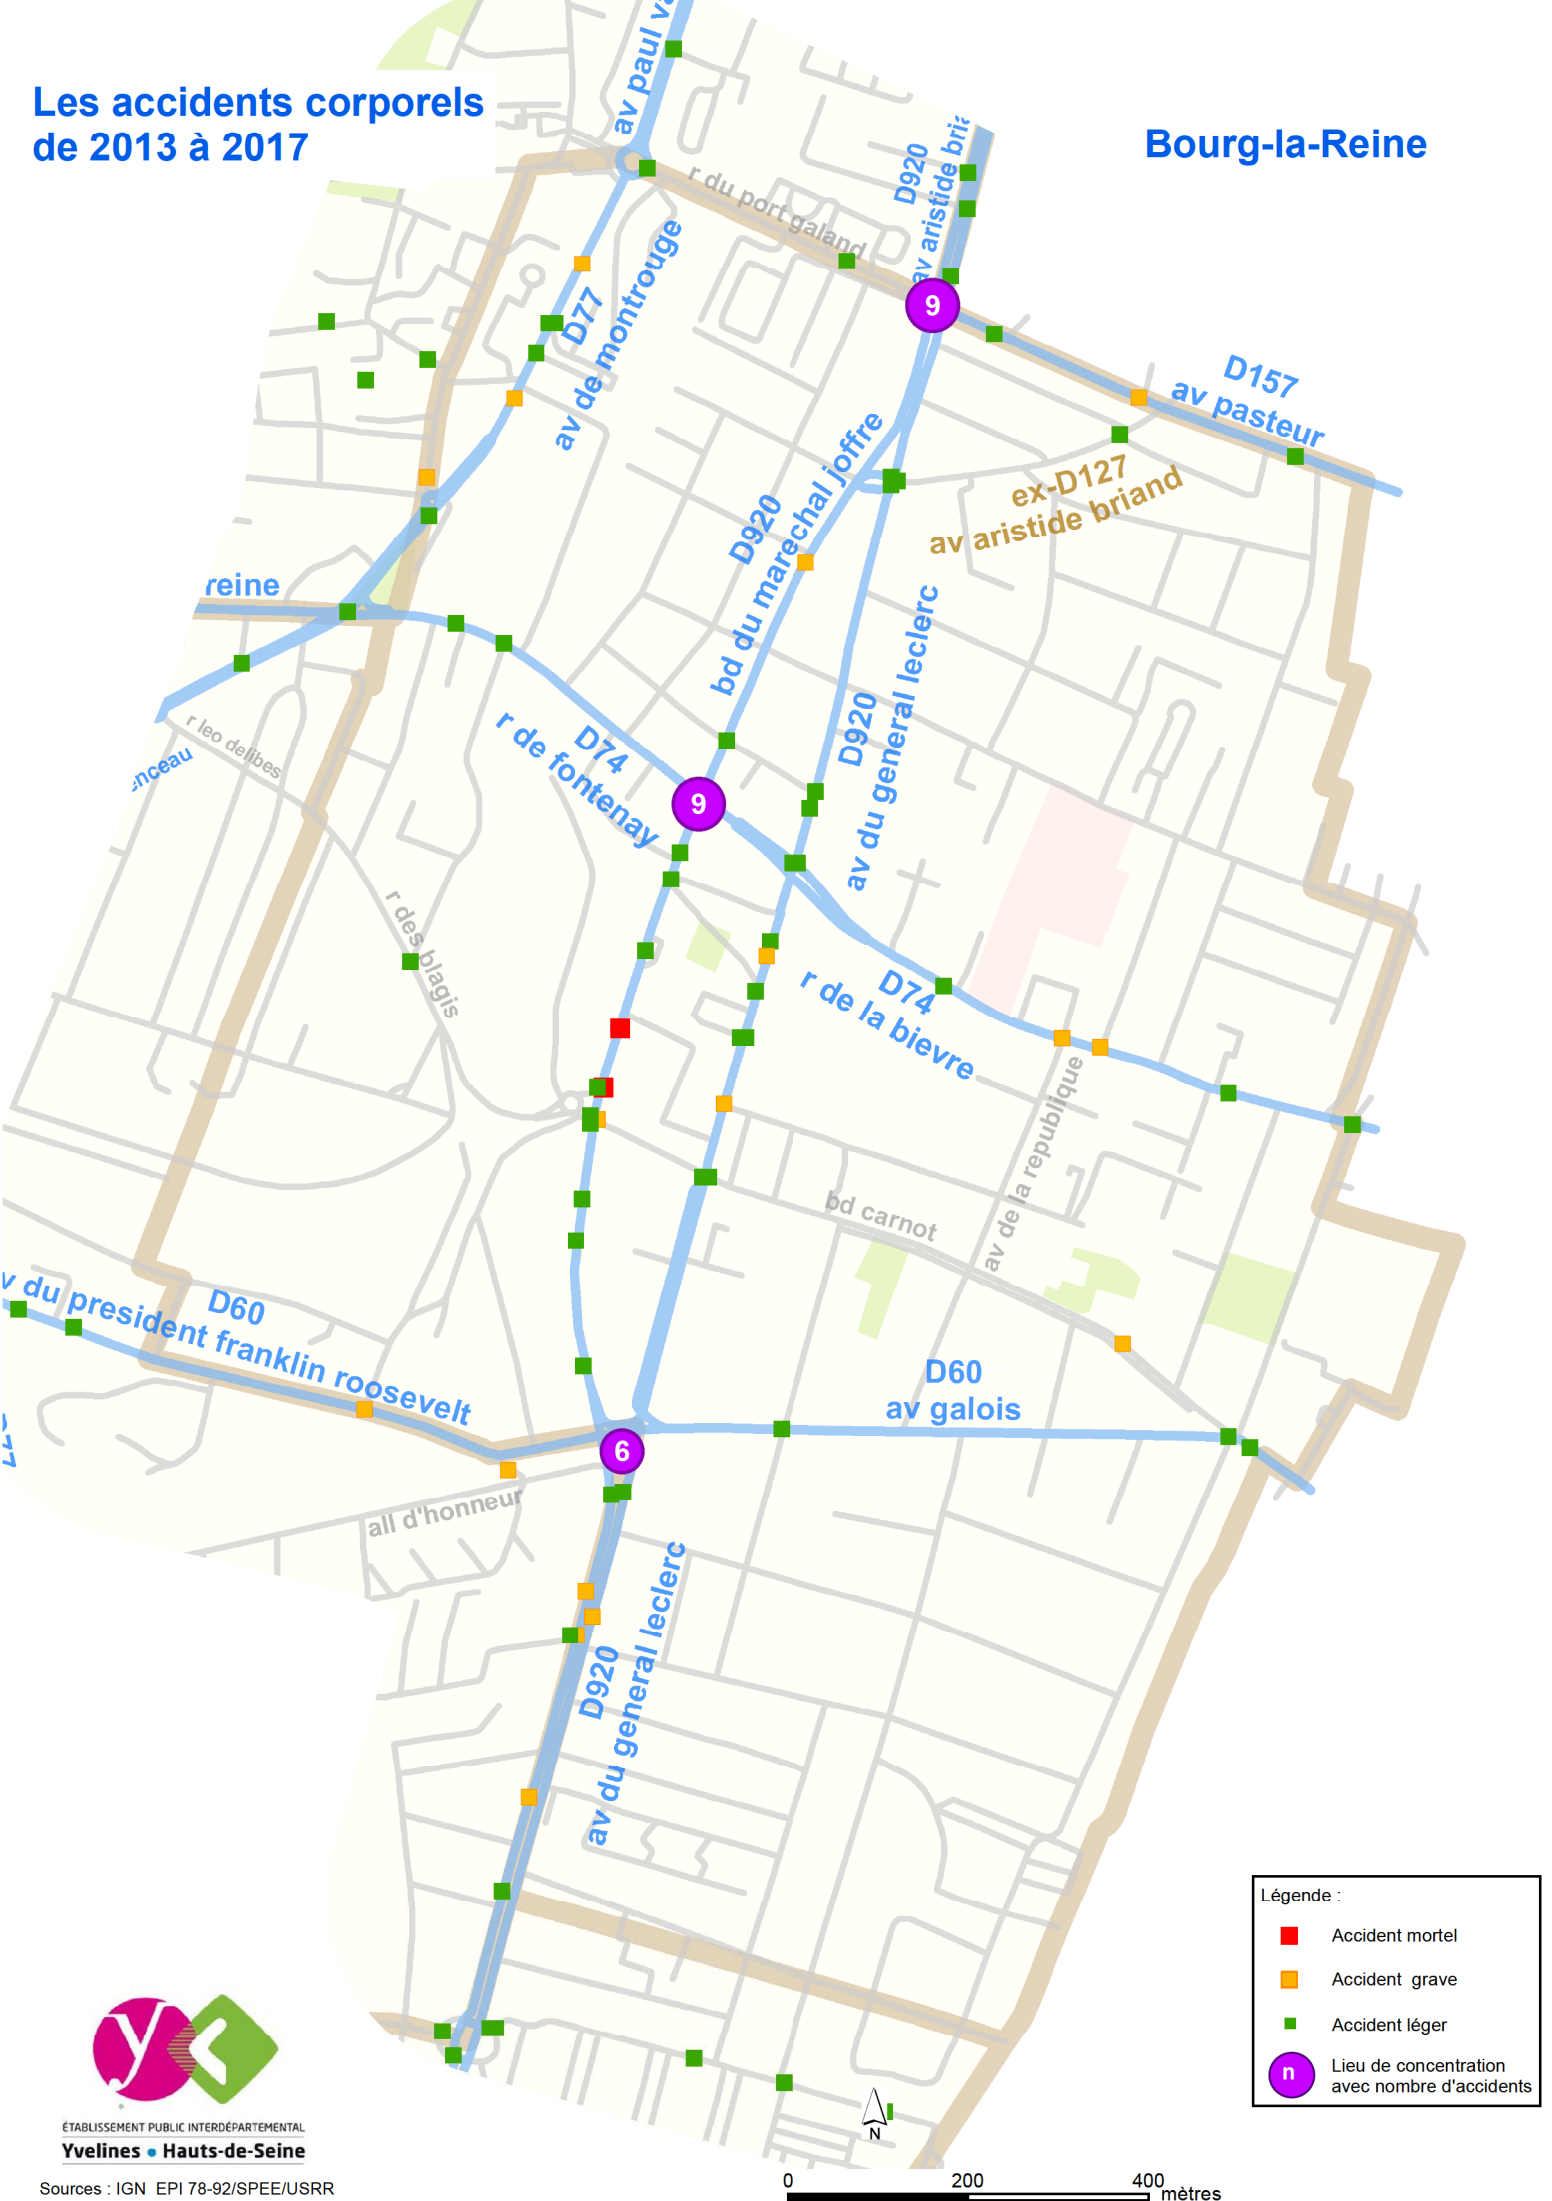 Les accidents corporels
de 2013 à 2017
Bourg-la-Reine
av paul
D920
av aristide
r du port galand
D77
av de montrouge
9
D157
av pasteur
ex-D127
av aristide briand
D920
bd du marechal joffre
reine
D920
av du general leclerc
r leo delibes
enceau
D74
r de fontenay
9
r des blagis
D74
r de la bievre
av de la republique
bd carnot
D60
v du president franklin roosevelt
D60
av galois
6
all d'honneur
D920
av du general leclerc
Légende :
Accident mortel
Accident grave
Accident léger
n
Lieu de concentration
avec nombre d'accidents
ÉTABLISSEMENT PUBLIC INTERDÉPARTEMENTAL
Yvelines • Hauts-de-Seine
Sources : IGN EPI 78-92/SPEE/USRR
N
0 200 400
mètres